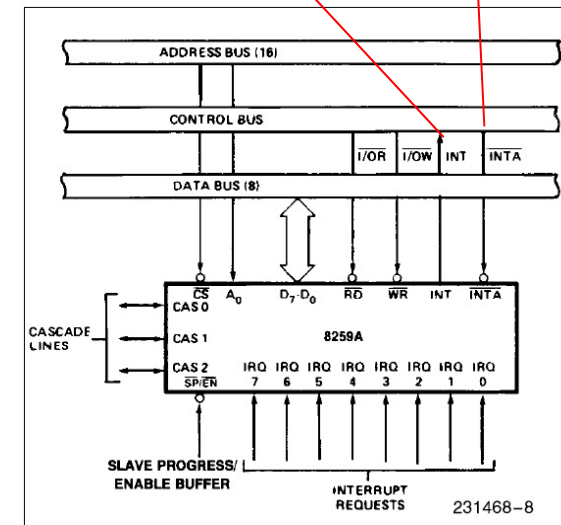 ADDRESS BUS (16)
CONTROL BUS
I/OR I/OW INT INTA
DATA BUS (8)
CS A0 D7-D0 RD WR INT INTA
CAS 0
CASCADE
LINES
CAS 1
8259A
CAS 2
IRQ IRQ IRQ IRQ IRQ IRQ IRQ IRQ
7 6 5 4 3 2 1 0
SP/EN
SLAVE PROGRESS/
ENABLE BUFFER
INTERRUPT
REQUESTS
231468-8